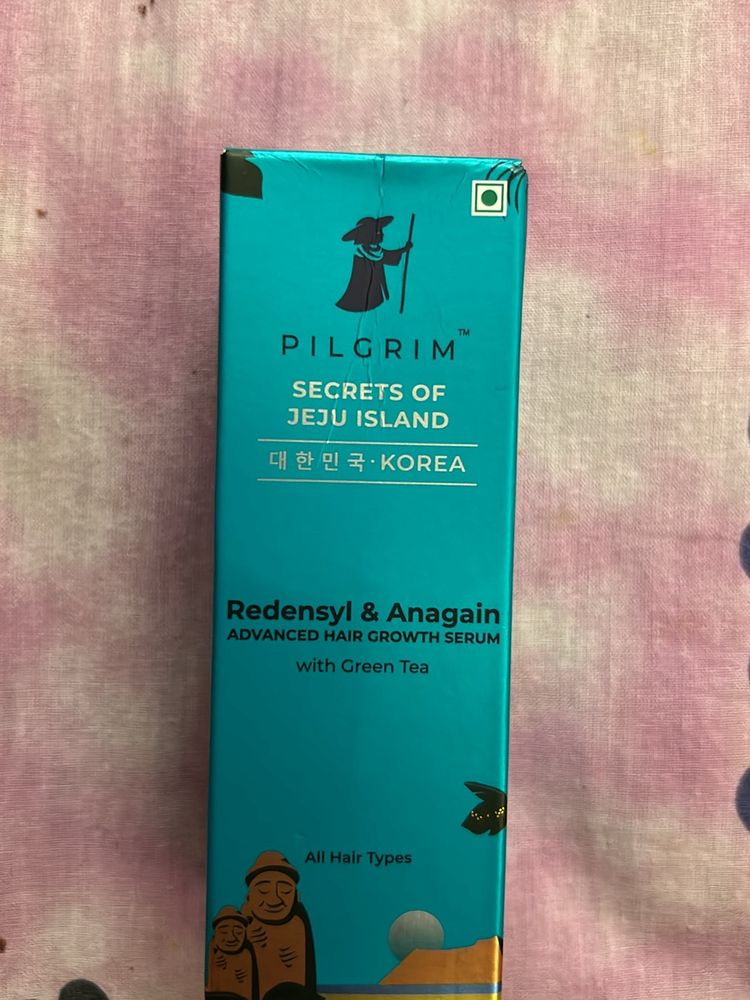 PILGRIM™
SECRETS OF
JEJU ISLAND
대한민국·KOREA
Redensyl & Anagain
ADVANCED HAIR GROWTH SERUM
with Green Tea
All Hair Types